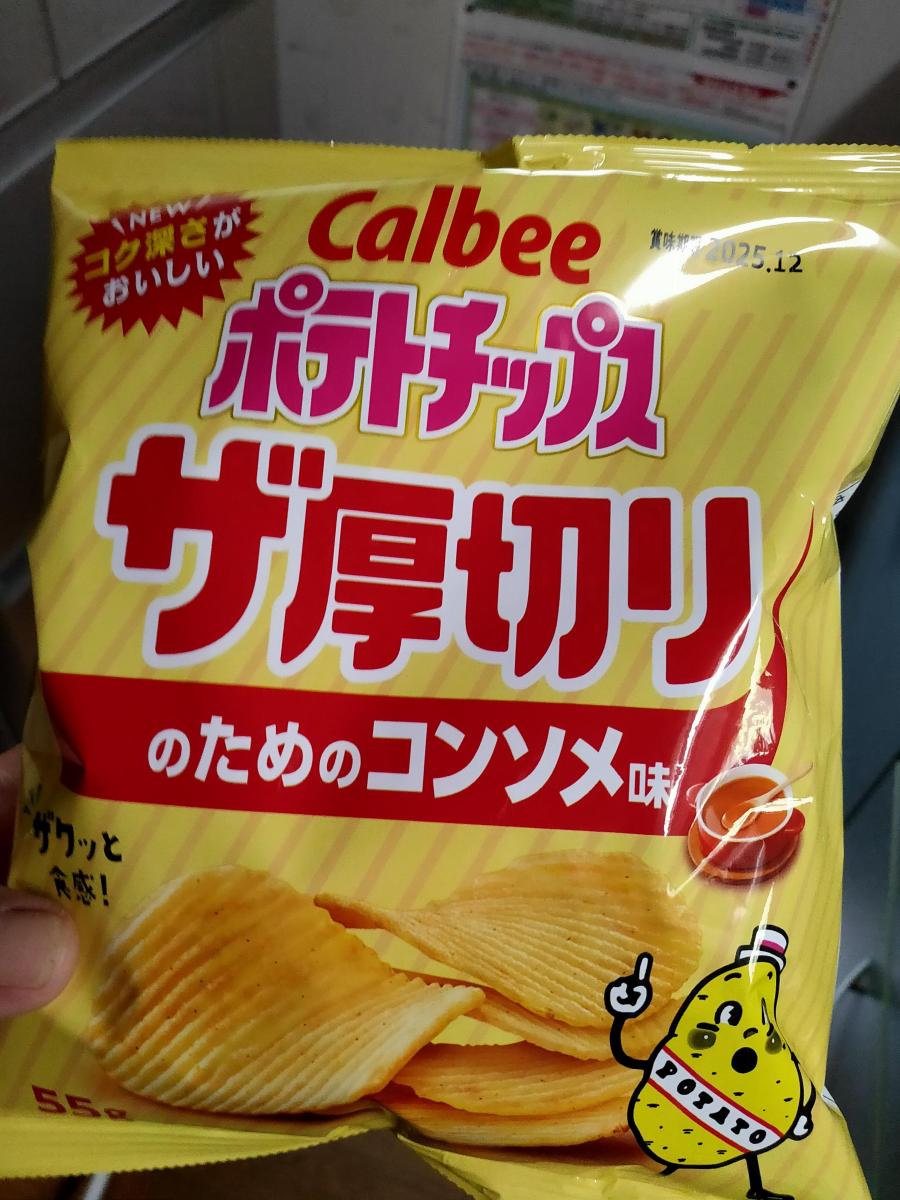 NEW
コク深さが
おいしい
Calbee
賞味期限 2025.12
ポテトチップス
ザ厚切り
のためのコンソメ味
ザクッと
食感!
POTATO
55g